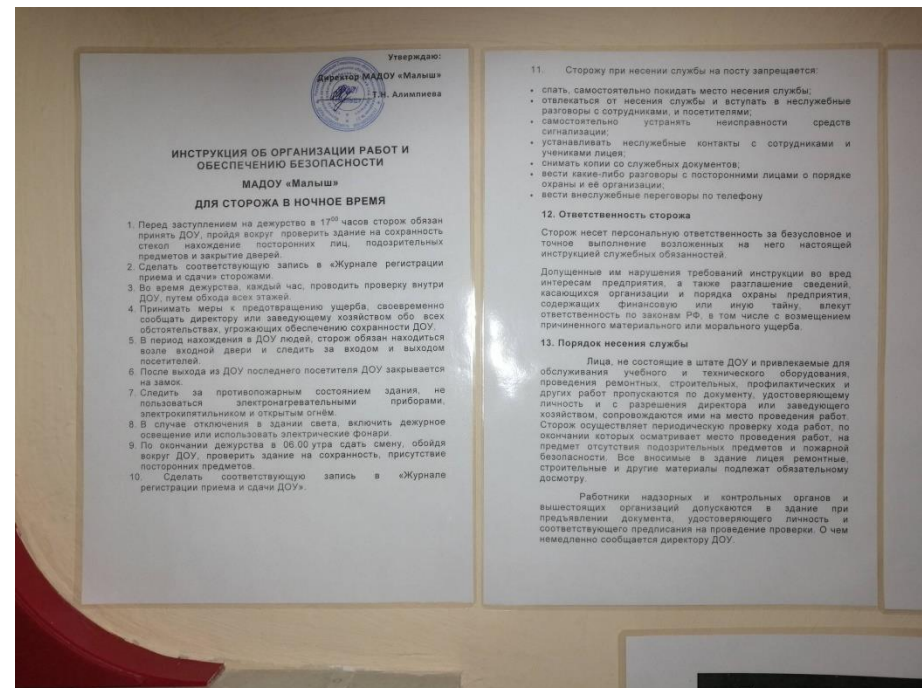 Утверждаю:
Директор МАДОУ «Малыш»
Т.Н. Алимпиева
ИНСТРУКЦИЯ ОБ ОРГАНИЗАЦИИ РАБОТ И
ОБЕСПЕЧЕНИЮ БЕЗОПАСНОСТИ
МАДОУ «Малыш»
ДЛЯ СТОРОЖА В НОЧНОЕ ВРЕМЯ
1. Перед заступлением на дежурство в 17⁰⁰ часов сторож обязан
принять ДОУ, пройдя вокруг проверить здание на сохранность
стекол нахождение посторонних лиц, подозрительных
предметов и закрытие дверей.
2. Сделать соответствующую запись в «Журнале регистрации
приема и сдачи» сторожами.
3. Во время дежурства, каждый час, проводить проверку внутри
ДОУ, путем обхода всех этажей.
4. Принимать меры к предотвращению ущерба, своевременно
сообщать директору или заведующему хозяйством обо всех
обстоятельствах, угрожающих обеспечению сохранности ДОУ.
5. В период нахождения в ДОУ людей, сторож обязан находиться
возле входной двери и следить за входом и выходом
посетителей.
6. После выхода из ДОУ последнего посетителя ДОУ закрывается
на замок.
7. Следить за противопожарным состоянием здания, не
пользоваться электронагревательными приборами,
электрокипятильником и открытым огнём.
8. В случае отключения в здании света, включить дежурное
освещение или использовать электрические фонари.
9. По окончании дежурства в 06.00 утра сдать смену, обойдя
вокруг ДОУ, проверить здание на сохранность, присутствие
посторонних предметов.
10. Сделать соответствующую запись в «Журнале
регистрации приема и сдачи ДОУ».
11. Сторожу при несении службы на посту запрещается:
• спать, самостоятельно покидать место несения службы;
• отвлекаться от несения службы и вступать в неслужебные
разговоры с сотрудниками, и посетителями;
• самостоятельно устранять неисправности средств
сигнализации;
• устанавливать неслужебные контакты с сотрудниками и
учениками лицея;
• снимать копии со служебных документов;
• вести какие-либо разговоры с посторонними лицами о порядке
охраны и её организации;
• вести внеслужебные переговоры по телефону
12. Ответственность сторожа
Сторож несет персональную ответственность за безусловное и
точное выполнение возложенных на него настоящей
инструкцией служебных обязанностей.
Допущенные им нарушения требований инструкции во вред
интересам предприятия, а также разглашение сведений,
касающихся организации и порядка охраны предприятия,
содержащих финансовую или иную тайну, влекут
ответственность по законам РФ, в том числе с возмещением
причиненного материального или морального ущерба.
13. Порядок несения службы
Лица, не состоящие в штате ДОУ и привлекаемые для
обслуживания учебного и технического оборудования,
проведения ремонтных, строительных, профилактических и
других работ пропускаются по документу, удостоверяющему
личность и с разрешения директора или заведующего
хозяйством, сопровождаются ими на место проведения работ.
Сторож осуществляет периодическую проверку хода работ, по
окончании которых осматривает место проведения работ, на
предмет отсутствия подозрительных предметов и пожарной
безопасности. Все вносимые в здание лицея ремонтные,
строительные и другие материалы подлежат обязательному
досмотру.
Работники надзорных и контрольных органов и
вышестоящих организаций допускаются в здание при
предъявлении документа, удостоверяющего личность и
соответствующего предписания на проведение проверки. О чем
немедленно сообщается директору ДОУ.